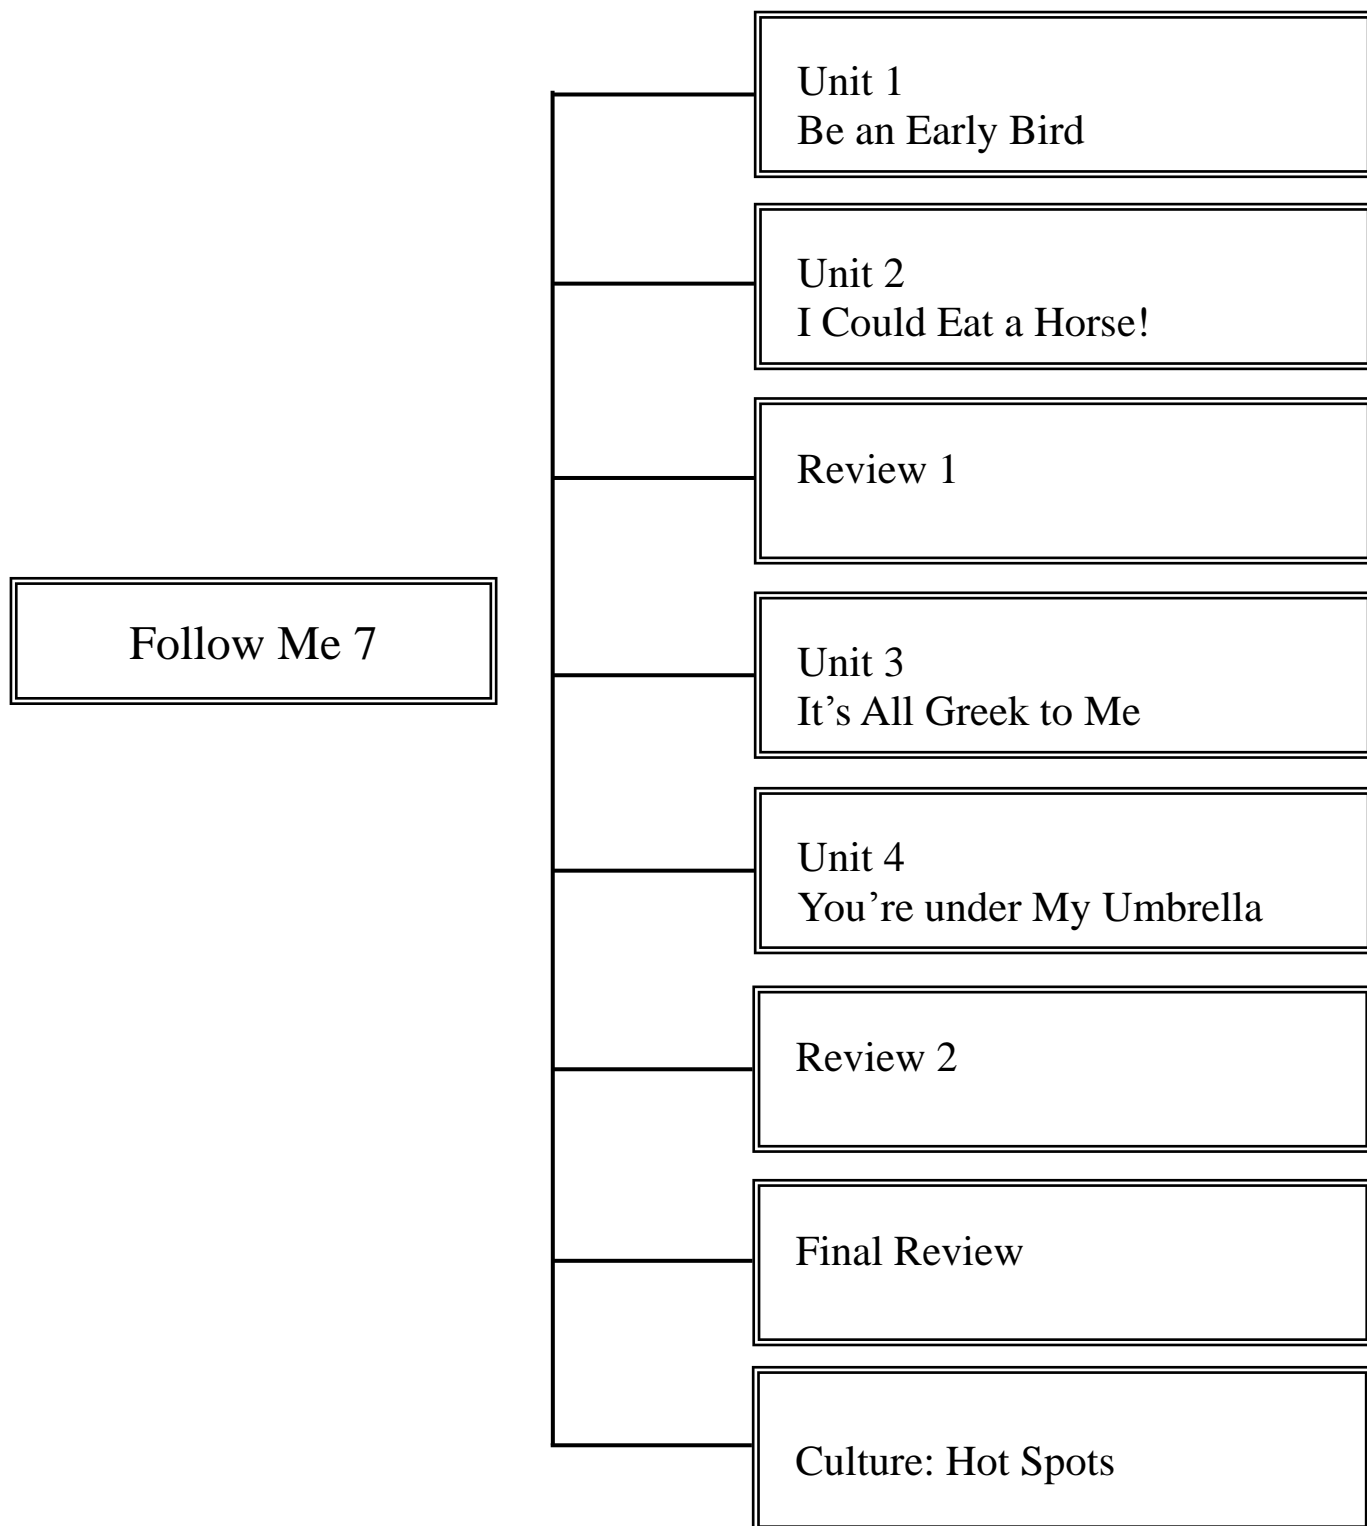 Follow Me 7
Unit 1
Be an Early Bird
Unit 2
I Could Eat a Horse!
Review 1
Unit 3
It’s All Greek to Me
Unit 4
You’re under My Umbrella
Review 2
Final Review
Culture: Hot Spots